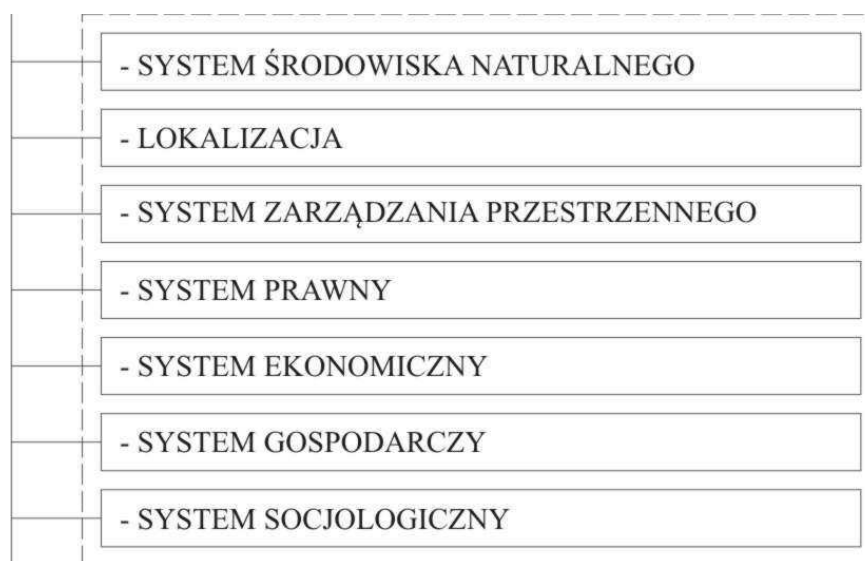 - SYSTEM ŚRODOWISKA NATURALNEGO
- LOKALIZACJA
- SYSTEM ZARZĄDZANIA PRZESTRZENNEGO
- SYSTEM PRAWNY
- SYSTEM EKONOMICZNY
- SYSTEM GOSPODARCZY
- SYSTEM SOCJOLOGICZNY